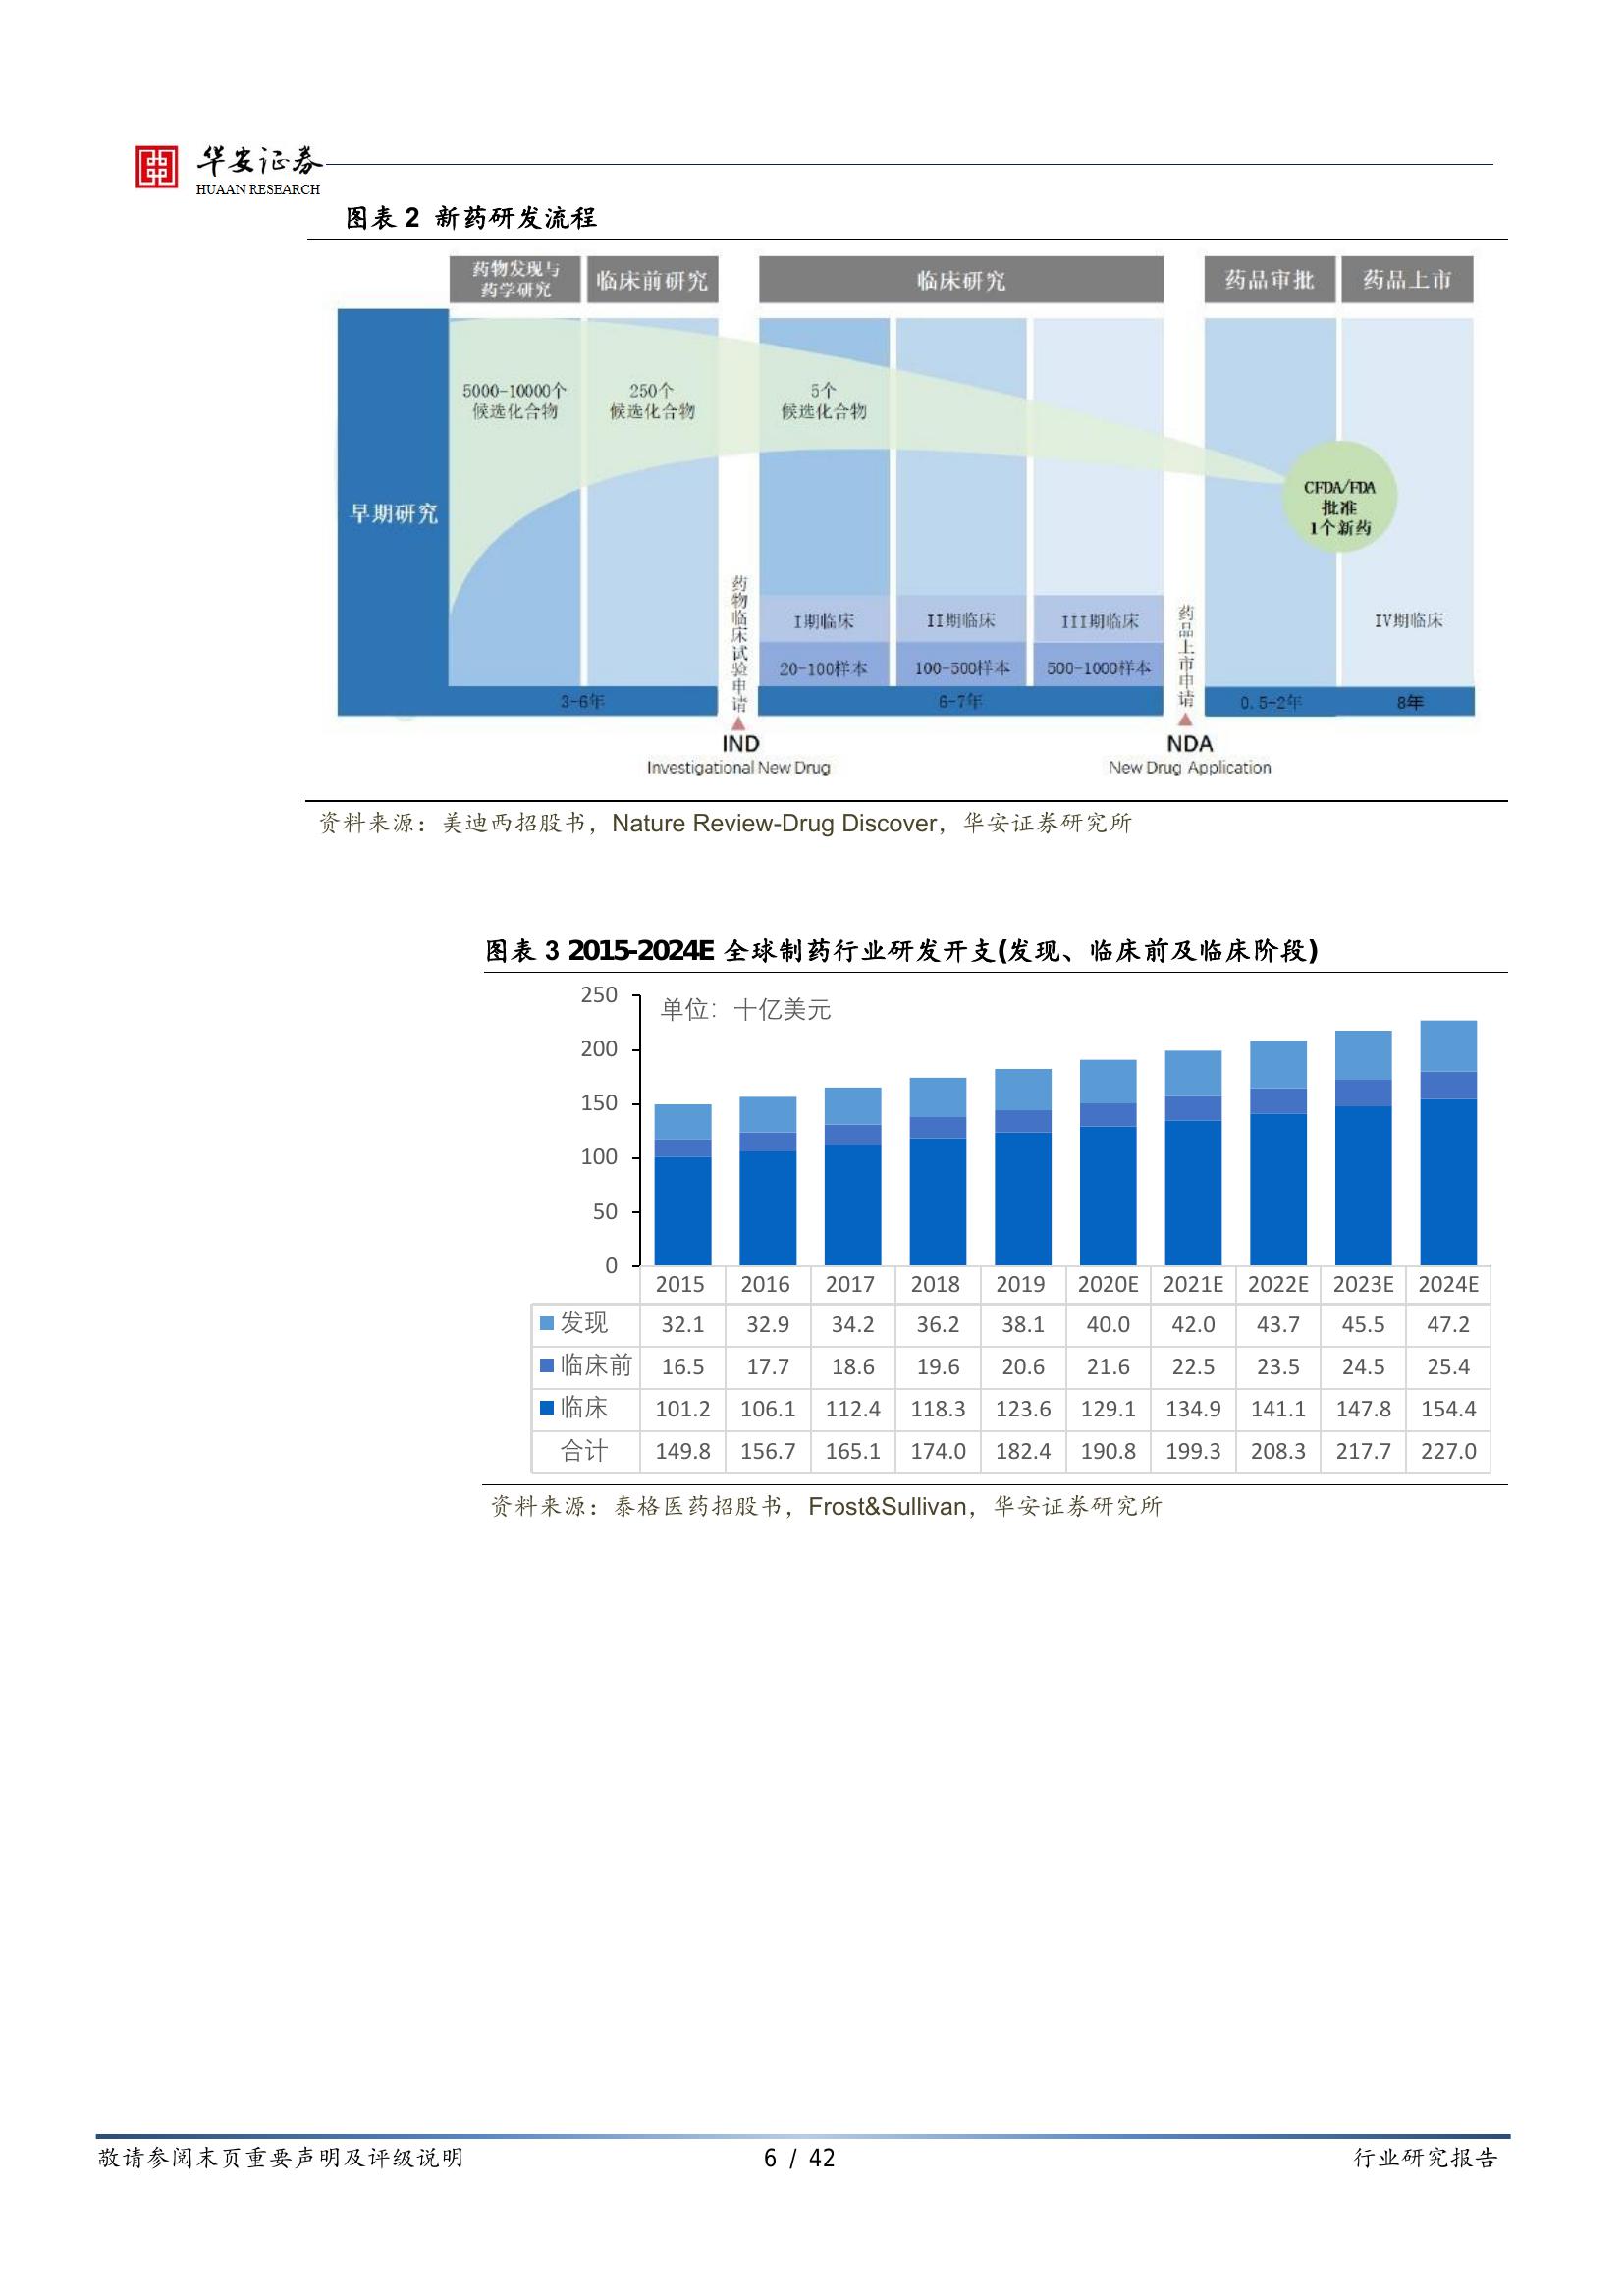 华安证券
HUAAN RESEARCH
图表 2 新药研发流程
药物发现与
药学研究
临床前研究
临床研究
药品审批
药品上市
早期研究
5000-10000个
候选化合物
250个
候选化合物
5个
候选化合物
CFDA/FDA
批准
1个新药
药物临床试验申请
I期临床
II期临床
III期临床
药品上市申请
IV期临床
20-100样本
100-500样本
500-1000样本
3-6年
6-7年
0.5-2年
8年
IND
Investigational New Drug
NDA
New Drug Application
资料来源：美迪西招股书，Nature Review-Drug Discover，华安证券研究所
图表 3 2015-2024E 全球制药行业研发开支(发现、临床前及临床阶段)
单位：十亿美元
250
200
150
100
50
0
2015 2016 2017 2018 2019 2020E 2021E 2022E 2023E 2024E
发现 32.1 32.9 34.2 36.2 38.1 40.0 42.0 43.7 45.5 47.2
临床前 16.5 17.7 18.6 19.6 20.6 21.6 22.5 23.5 24.5 25.4
临床 101.2 106.1 112.4 118.3 123.6 129.1 134.9 141.1 147.8 154.4
合计 149.8 156.7 165.1 174.0 182.4 190.8 199.3 208.3 217.7 227.0
资料来源：泰格医药招股书，Frost&Sullivan，华安证券研究所
敬请参阅末页重要声明及评级说明 6 / 42 行业研究报告